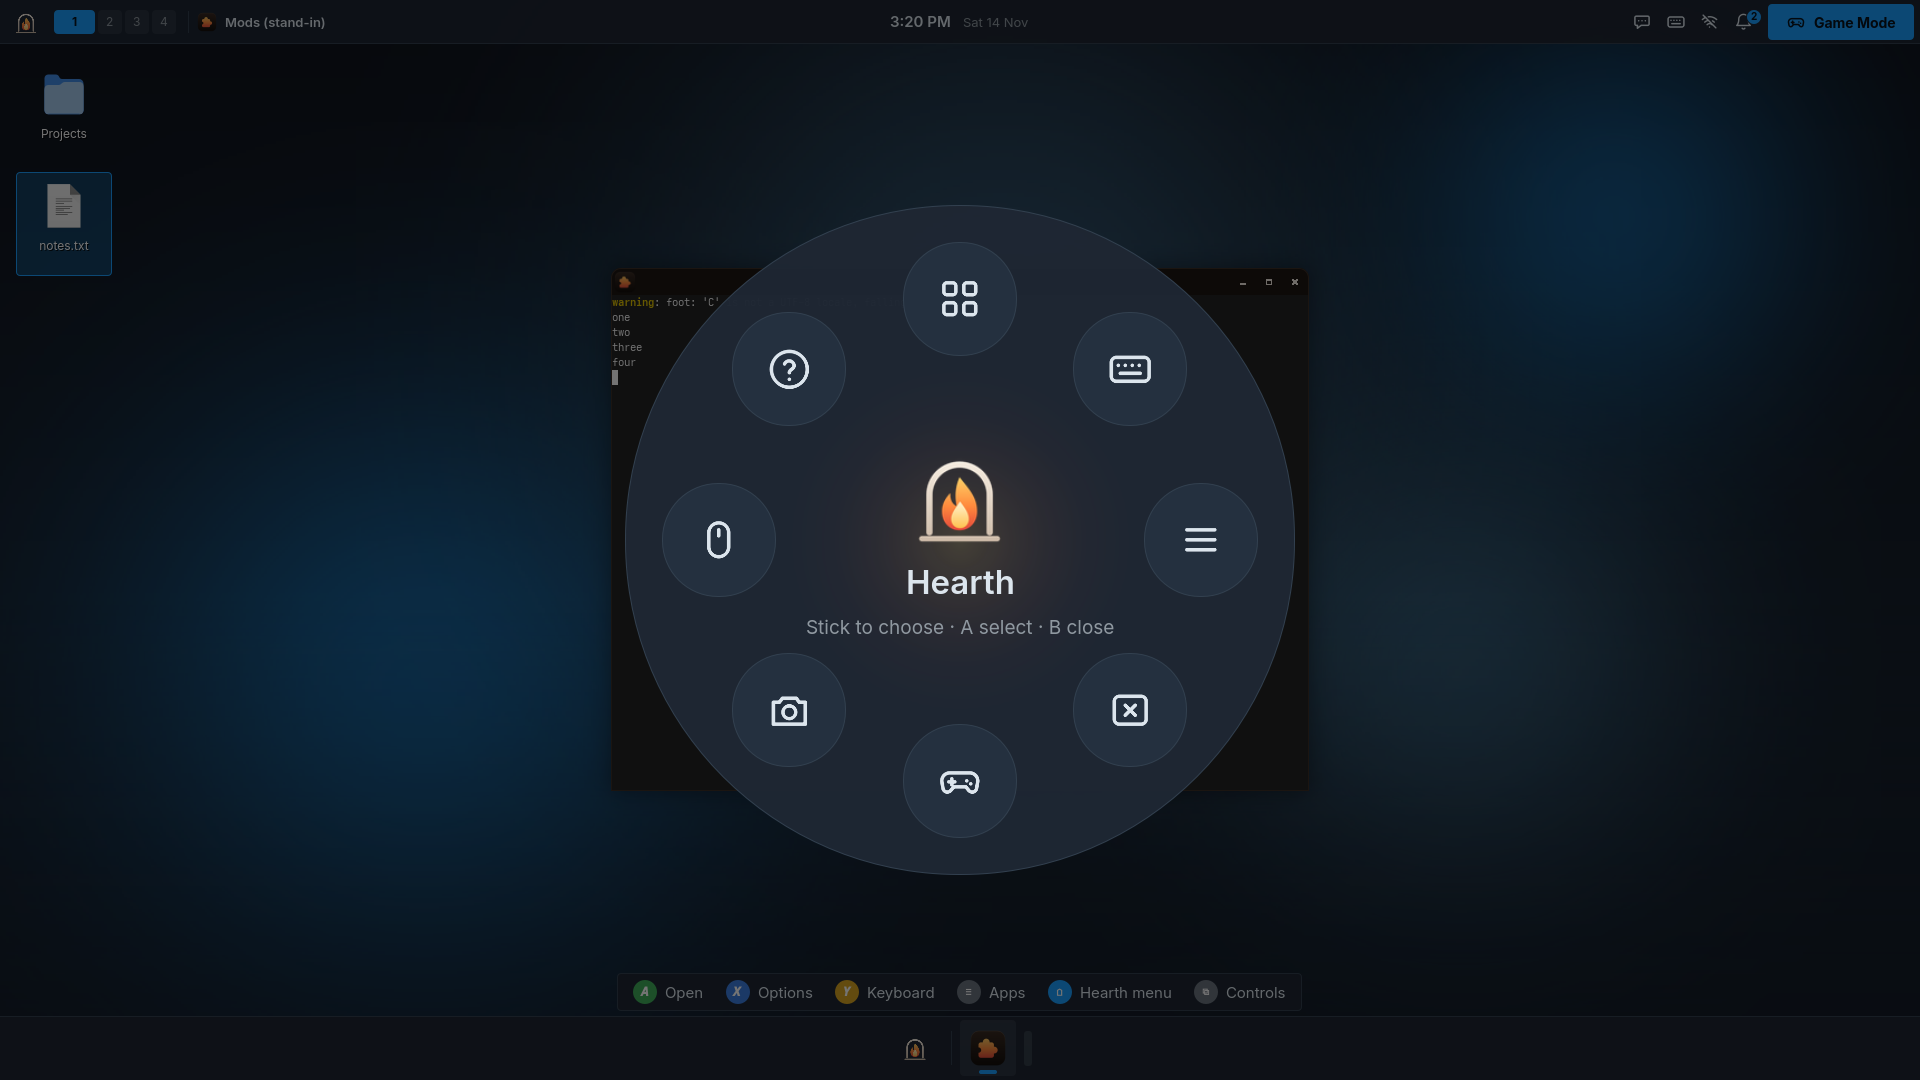 1 2 3 4 Mods (stand-in) 3:20 PM Sat 14 Nov 2 Game Mode
Projects
notes.txt
warning: foot: 'C'
one
two
three
four
Hearth
Stick to choose · A select · B close
A Open X Options Y Keyboard Apps Hearth menu Controls